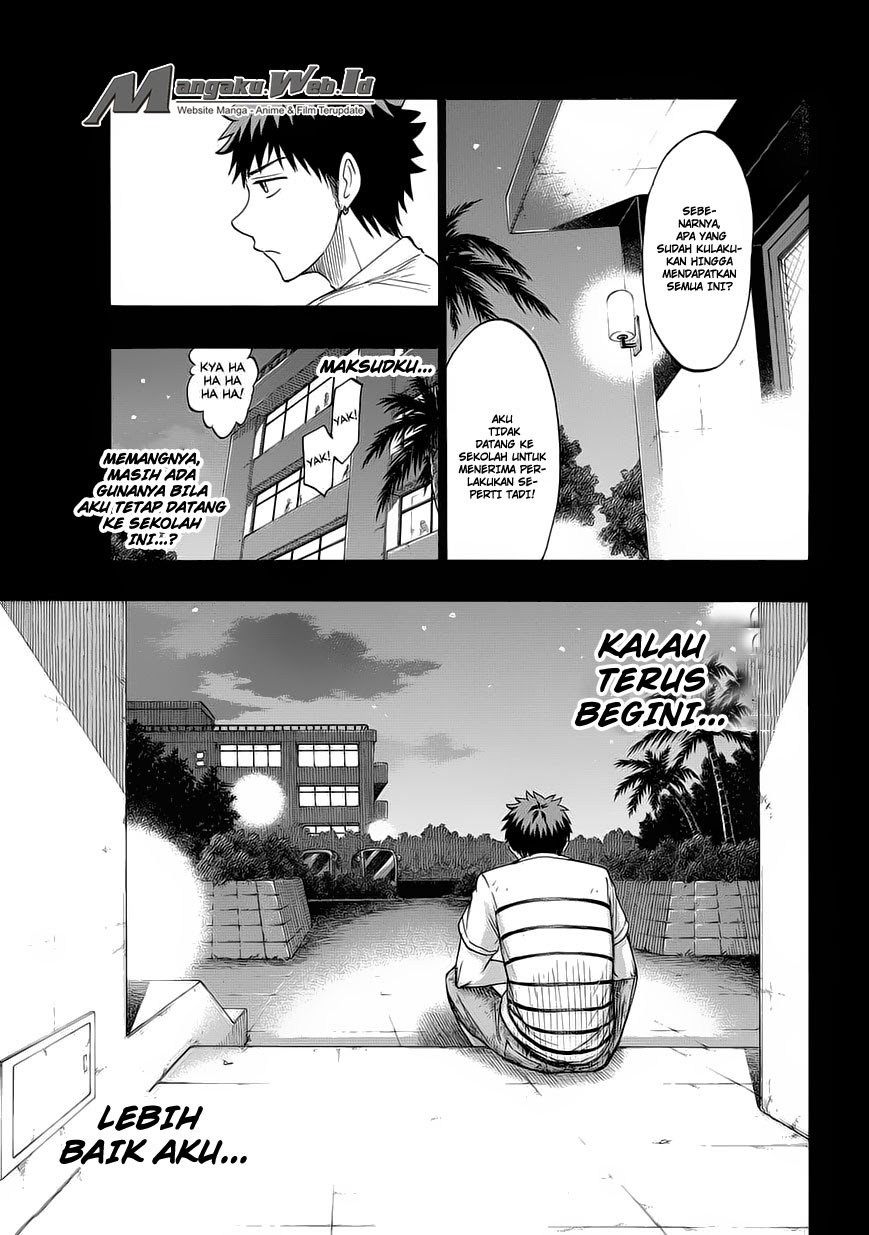 Mangaku.Web.Id
Website Manga - Anime & Film Terupdate
SEBE-
NARNYA,
APA YANG
SUDAH KULAKU-
KAN HINGGA
MENDAPATKAN
SEMUA INI?
AKU
TIDAK
DATANG KE
SEKOLAH UNTUK
MENERIMA PER-
LAKUKAN SE-
PERTI TADI!
MAKSUDKU...
KYA HA
HA HA
HA HA!
YAK!
YAK!
MEMANGNYA,
MASIH ADA
GUNANYA BILA
AKU TETAP DATANG
KE SEKOLAH
INI...?
KALAU
TERUS
BEGINI...
LEBIH
BAIK AKU...